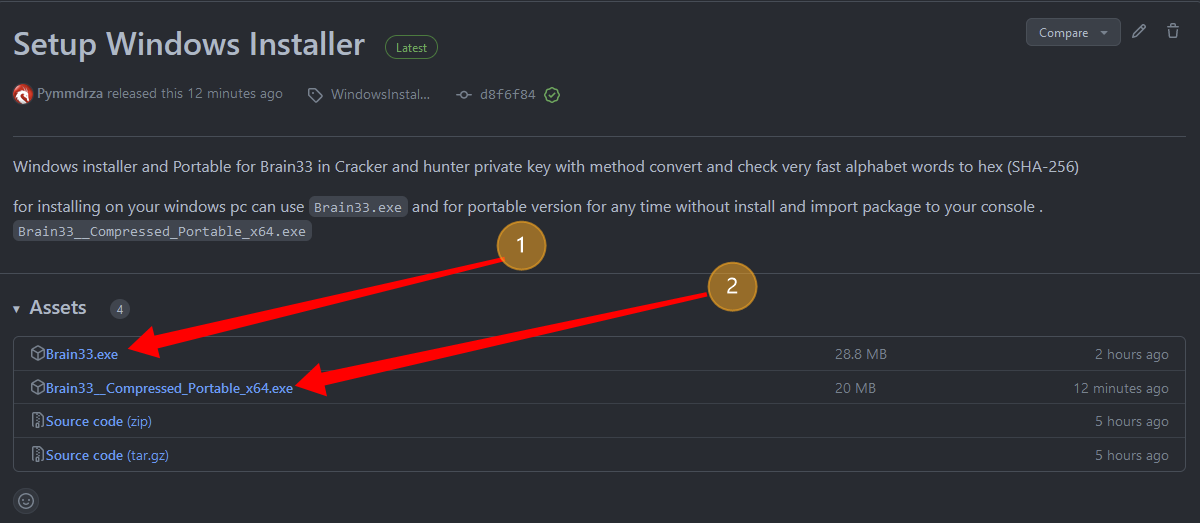 Setup Windows Installer Latest
Compare
Pymmdrza released this 12 minutes ago WindowsInstal... d8f6f84
Windows installer and Portable for Brain33 in Cracker and hunter private key with method convert and check very fast alphabet words to hex (SHA-256)
for installing on your windows pc can use Brain33.exe and for portable version for any time without install and import package to your console .
Brain33__Compressed_Portable_x64.exe
1
2
Assets 4
Brain33.exe 28.8 MB 2 hours ago
Brain33__Compressed_Portable_x64.exe 20 MB 12 minutes ago
Source code (zip) 5 hours ago
Source code (tar.gz) 5 hours ago